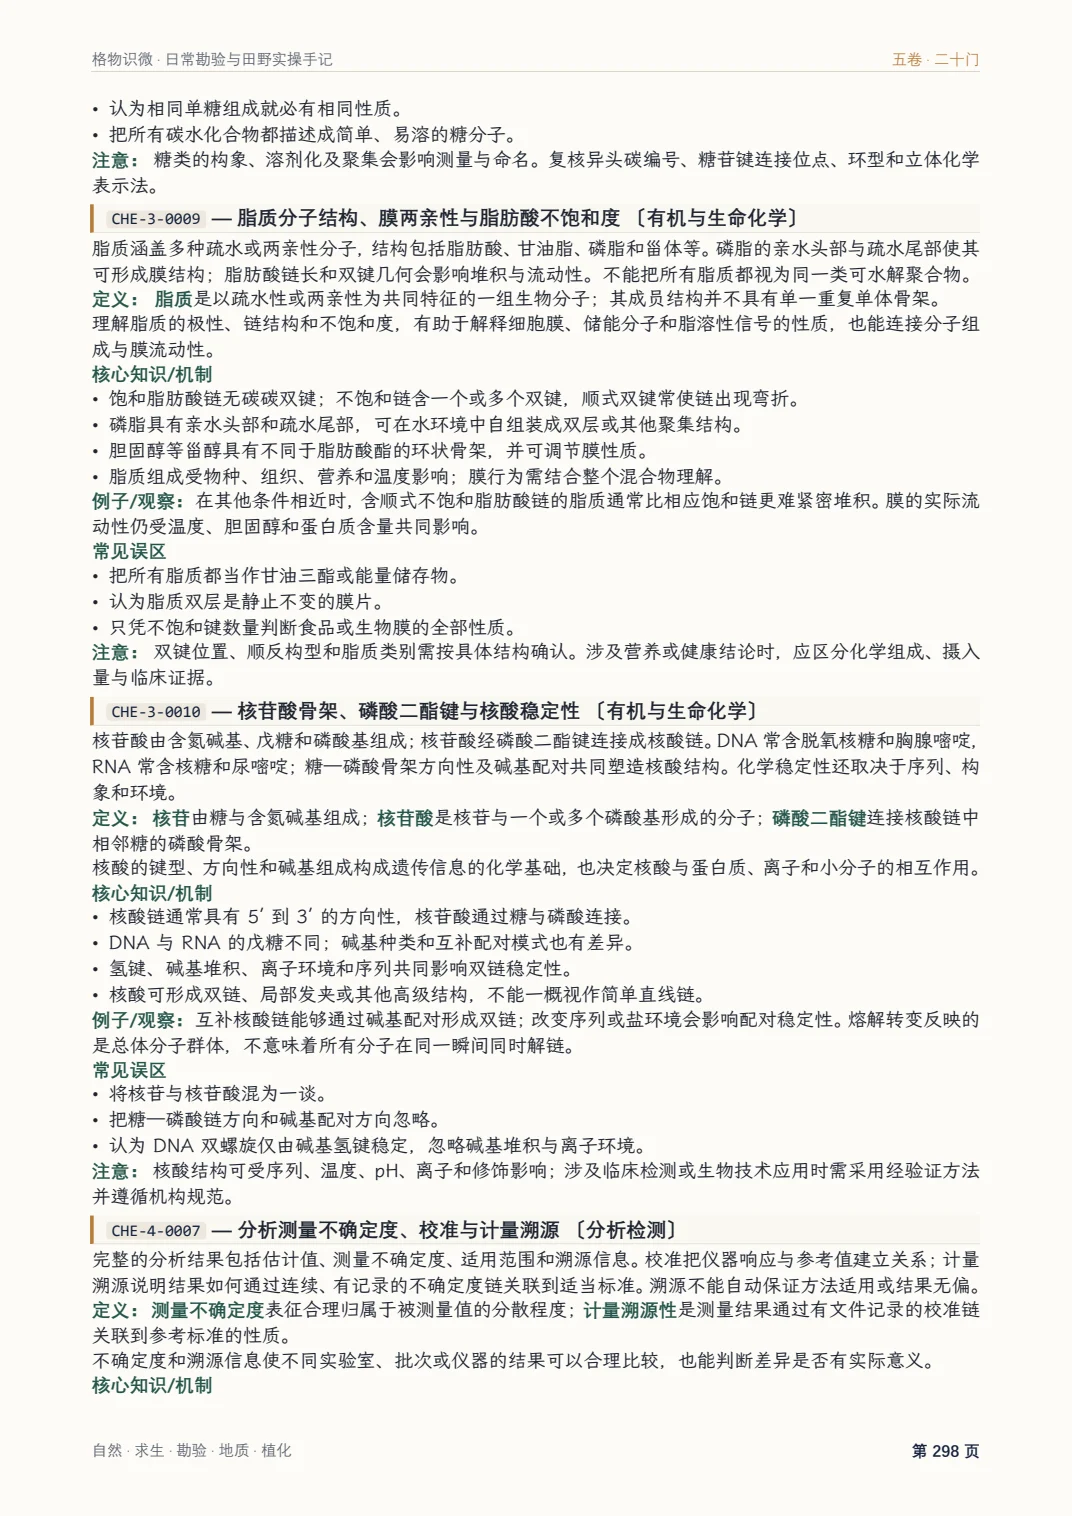 格物识微 · 日常勘验与田野实操手记
五卷 · 二十门
• 认为相同单糖组成就必有相同性质。
• 把所有碳水化合物都描述成简单、易溶的糖分子。
注意： 糖类的构象、溶剂化及聚集会影响测量与命名。复核异头碳编号、糖苷键连接位点、环型和立体化学
表示法。
CHE-3-0009 — 脂质分子结构、膜两亲性与脂肪酸不饱和度 〔有机与生命化学〕
脂质涵盖多种疏水或两亲性分子，结构包括脂肪酸、甘油脂、磷脂和甾体等。磷脂的亲水头部与疏水尾部使其
可形成膜结构；脂肪酸链长和双键几何会影响堆积与流动性。不能把所有脂质都视为同一类可水解聚合物。
定义： 脂质是以疏水性或两亲性为共同特征的一组生物分子；其成员结构并不具有单一重复单体骨架。
理解脂质的极性、链结构和不饱和度，有助于解释细胞膜、储能分子和脂溶性信号的性质，也能连接分子组
成与膜流动性。
核心知识/机制
• 饱和脂肪酸链无碳碳双键；不饱和链含一个或多个双键，顺式双键常使链出现弯折。
• 磷脂具有亲水头部和疏水尾部，可在水环境中自组装成双层或其他聚集结构。
• 胆固醇等甾醇具有不同于脂肪酸酯的环状骨架，并可调节膜性质。
• 脂质组成受物种、组织、营养和温度影响；膜行为需结合整个混合物理解。
例子/观察： 在其他条件相近时，含顺式不饱和脂肪酸链的脂质通常比相应饱和链更难紧密堆积。膜的实际流
动性仍受温度、胆固醇和蛋白质含量共同影响。
常见误区
• 把所有脂质都当作甘油三酯或能量储存物。
• 认为脂质双层是静止不变的膜片。
• 只凭不饱和键数量判断食品或生物膜的全部性质。
注意： 双键位置、顺反构型和脂质类别需按具体结构确认。涉及营养或健康结论时，应区分化学组成、摄入
量与临床证据。
CHE-3-0010 — 核苷酸骨架、磷酸二酯键与核酸稳定性 〔有机与生命化学〕
核苷酸由含氮碱基、戊糖和磷酸基组成；核苷酸经磷酸二酯键连接成核酸链。DNA 常含脱氧核糖和胸腺嘧啶，
RNA 常含核糖和尿嘧啶；糖—磷酸骨架方向性及碱基配对共同塑造核酸结构。化学稳定性还取决于序列、构
象和环境。
定义： 核苷由糖与含氮碱基组成；核苷酸是核苷与一个或多个磷酸基形成的分子；磷酸二酯键连接核酸链中
相邻糖的磷酸骨架。
核酸的键型、方向性和碱基组成构成遗传信息的化学基础，也决定核酸与蛋白质、离子和小分子的相互作用。
核心知识/机制
• 核酸链通常具有 5′ 到 3′ 的方向性，核苷酸通过糖与磷酸连接。
• DNA 与 RNA 的戊糖不同；碱基种类和互补配对模式也有差异。
• 氢键、碱基堆积、离子环境和序列共同影响双链稳定性。
• 核酸可形成双链、局部发夹或其他高级结构，不能一概视作简单直线链。
例子/观察： 互补核酸链能够通过碱基配对形成双链；改变序列或盐环境会影响配对稳定性。熔解转变反映的
是总体分子群体，不意味着所有分子在同一瞬间同时解链。
常见误区
• 将核苷与核苷酸混为一谈。
• 把糖—磷酸链方向和碱基配对方向忽略。
• 认为 DNA 双螺旋仅由碱基氢键稳定，忽略碱基堆积与离子环境。
注意： 核酸结构可受序列、温度、pH、离子和修饰影响；涉及临床检测或生物技术应用时需采用经验证方法
并遵循机构规范。
CHE-4-0007 — 分析测量不确定度、校准与计量溯源 〔分析检测〕
完整的分析结果包括估计值、测量不确定度、适用范围和溯源信息。校准把仪器响应与参考值建立关系；计量
溯源说明结果如何通过连续、有记录的不确定度链关联到适当标准。溯源不能自动保证方法适用或结果无偏。
定义： 测量不确定度表征合理归属于被测量值的分散程度；计量溯源性是测量结果通过有文件记录的校准链
关联到参考标准的性质。
不确定度和溯源信息使不同实验室、批次或仪器的结果可以合理比较，也能判断差异是否有实际意义。
核心知识/机制
自然 · 求生 · 勘验 · 地质 · 植化
第 298 页